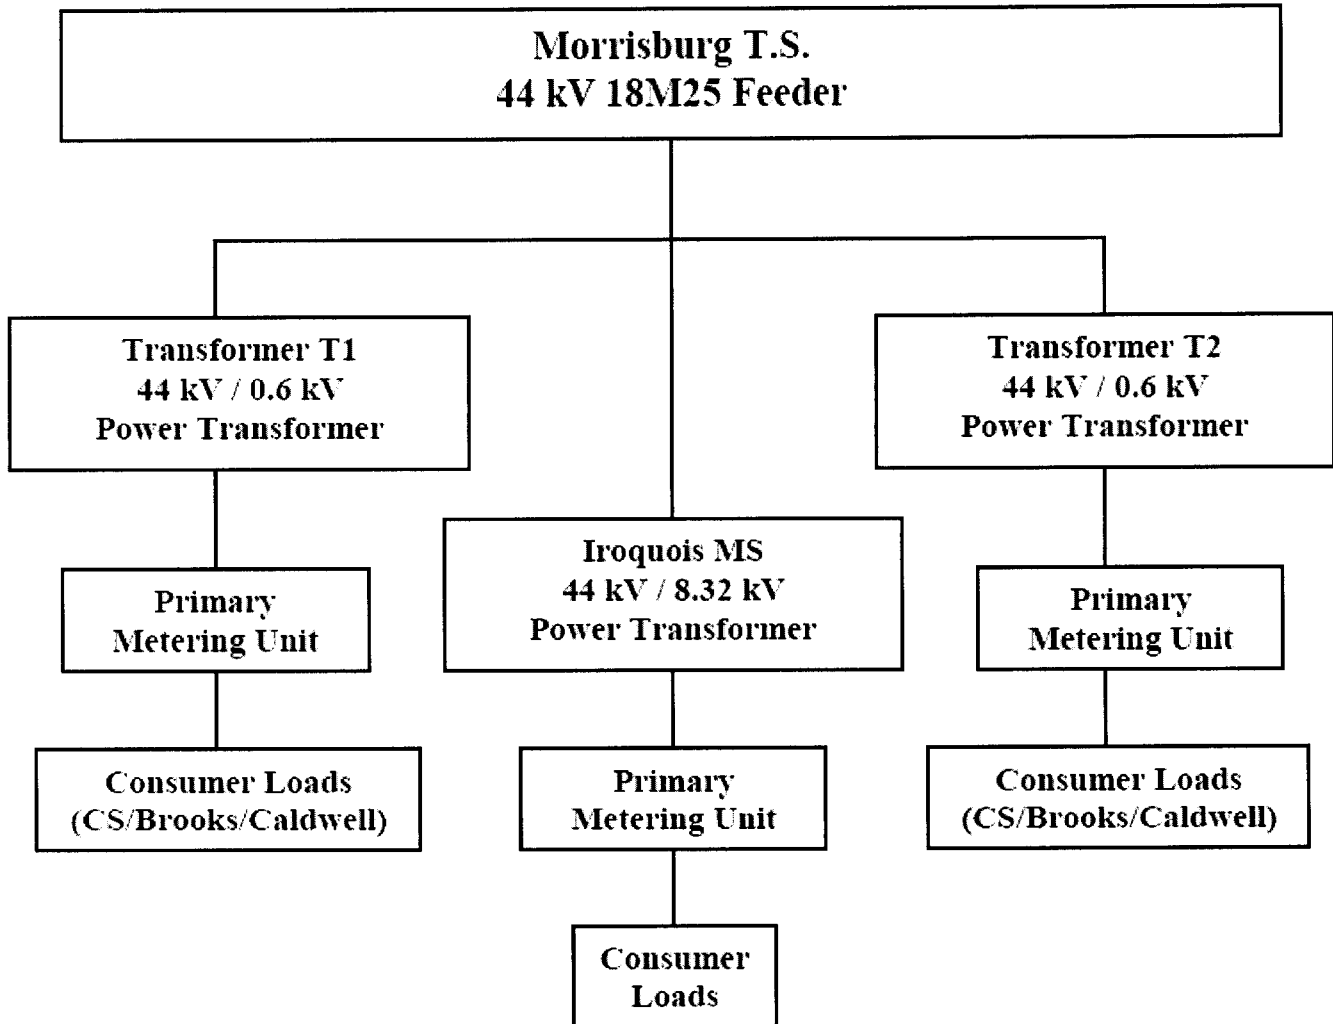 Morrisburg T.S.
44 kV 18M25 Feeder
Transformer T1
44 kV / 0.6 kV
Power Transformer
Transformer T2
44 kV / 0.6 kV
Power Transformer
Iroquois MS
44 kV / 8.32 kV
Power Transformer
Primary
Metering Unit
Primary
Metering Unit
Consumer Loads
(CS/Brooks/Caldwell)
Primary
Metering Unit
Consumer Loads
(CS/Brooks/Caldwell)
Consumer
Loads